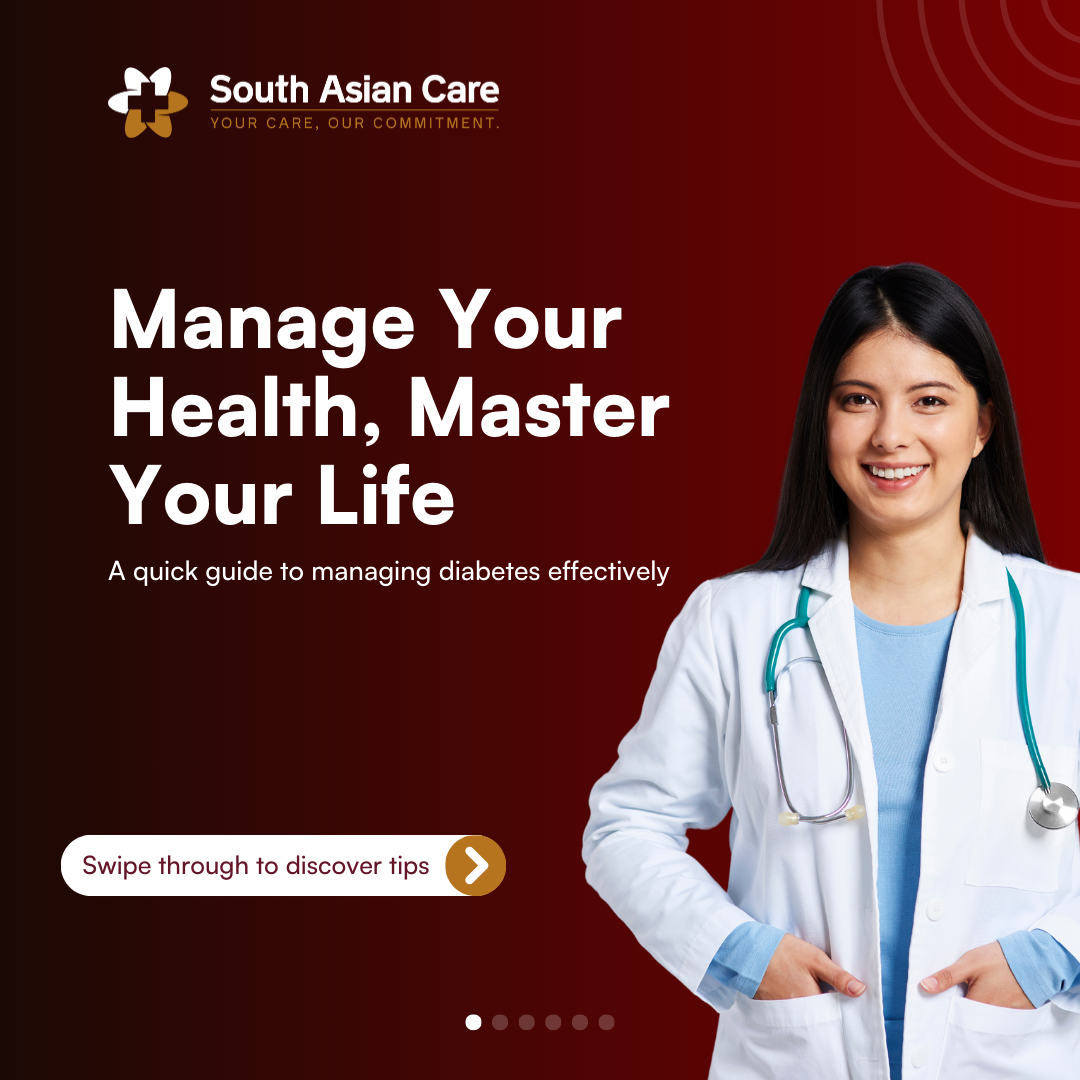 South Asian Care
YOUR CARE, OUR COMMITMENT.
Manage Your
Health, Master
Your Life
A quick guide to managing diabetes effectively
Swipe through to discover tips